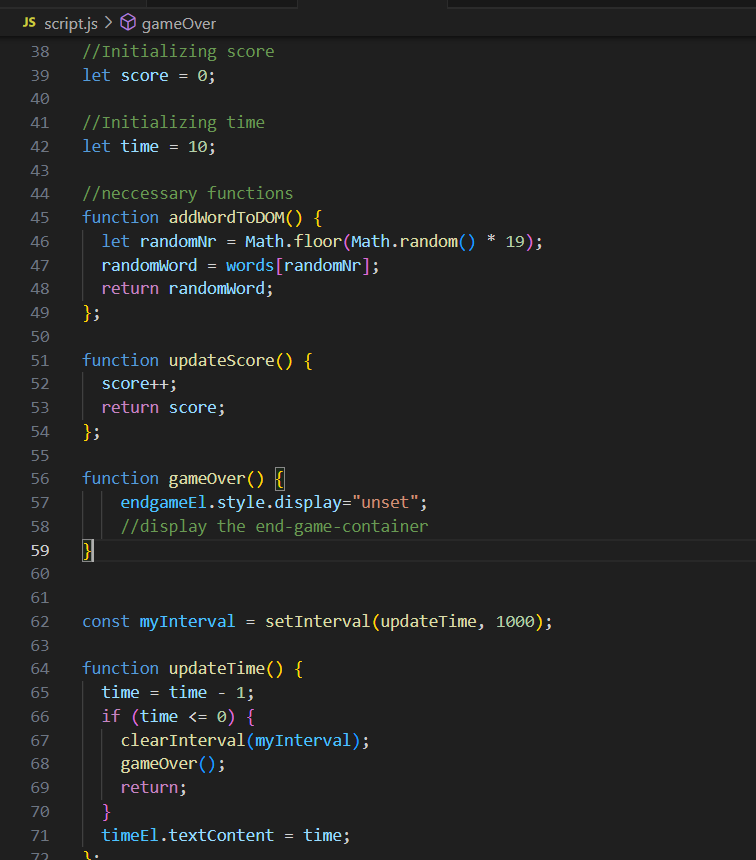 JS script.js > gameOver
38 //Initializing score
39 let score = 0;
40
41 //Initializing time
42 let time = 10;
43
44 //neccessary functions
45 function addWordToDOM() {
46   let randomNr = Math.floor(Math.random() * 19);
47   randomWord = words[randomNr];
48   return randomWord;
49 };
50
51 function updateScore() {
52   score++;
53   return score;
54 };
55
56 function gameOver() {
57     endgameEl.style.display="unset";
58     //display the end-game-container
59 }
60
61
62 const myInterval = setInterval(updateTime, 1000);
63
64 function updateTime() {
65   time = time - 1;
66   if (time <= 0) {
67     clearInterval(myInterval);
68     gameOver();
69     return;
70   }
71   timeEl.textContent = time;
72 };